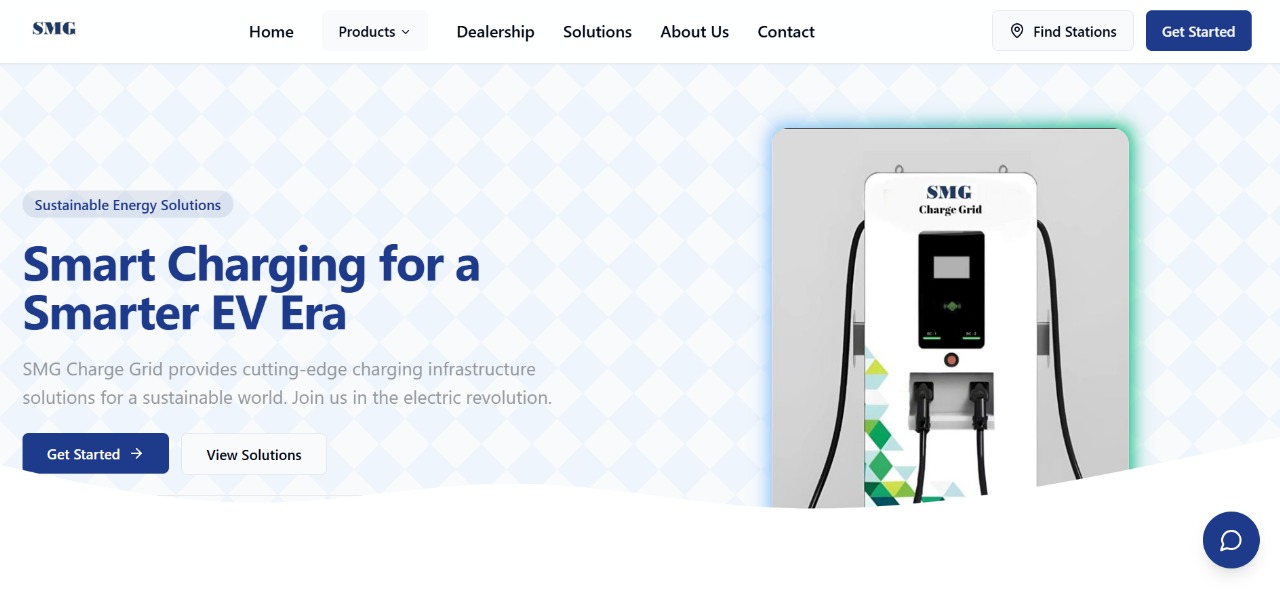 SMG
Home
Products
Dealership
Solutions
About Us
Contact
Find Stations
Get Started
Sustainable Energy Solutions
Smart Charging for a
Smarter EV Era
SMG Charge Grid provides cutting-edge charging infrastructure
solutions for a sustainable world. Join us in the electric revolution.
Get Started
View Solutions
SMG
Charge Grid